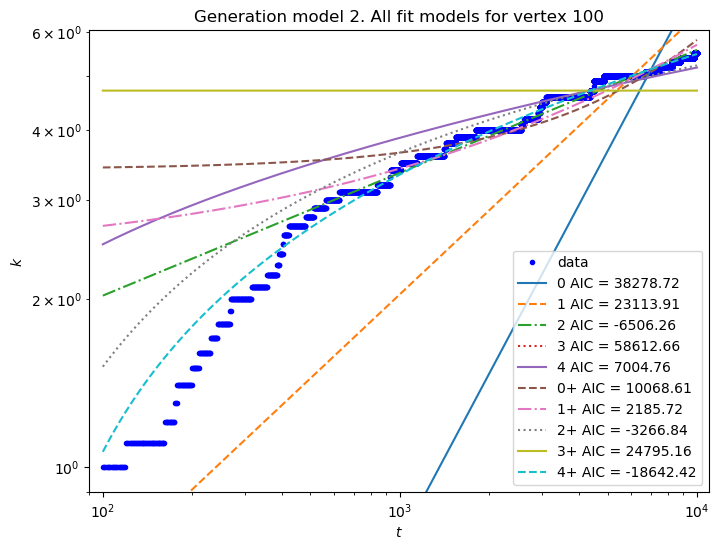 Generation model 2. All fit models for vertex 100
6 × 10⁰
4 × 10⁰
3 × 10⁰
2 × 10⁰
10⁰
k
10²
10³
10⁴
t
data
0 AIC = 38278.72
1 AIC = 23113.91
2 AIC = -6506.26
3 AIC = 58612.66
4 AIC = 7004.76
0+ AIC = 10068.61
1+ AIC = 2185.72
2+ AIC = -3266.84
3+ AIC = 24795.16
4+ AIC = -18642.42